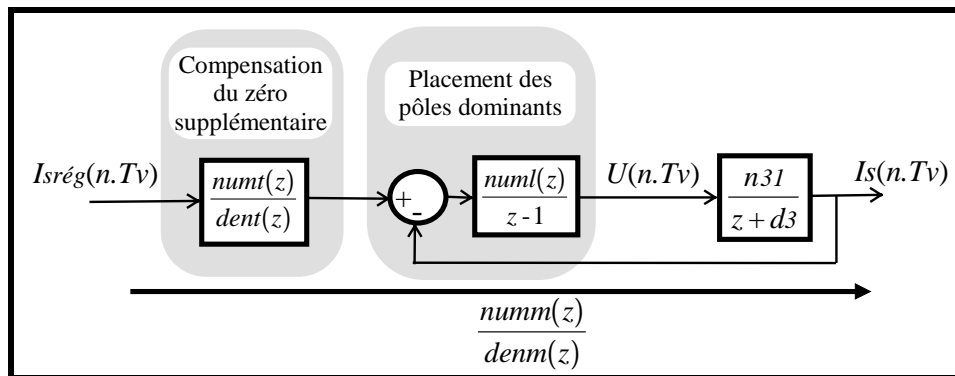 Compensation
du zéro
supplémentaire
Placement des
pôles dominants
Isrég(n.Tv)
numt(z)
dent(z)
+
-
numl(z)
z-1
U(n.Tv)
n31
z+d3
Is(n.Tv)
numm(z)
denm(z)